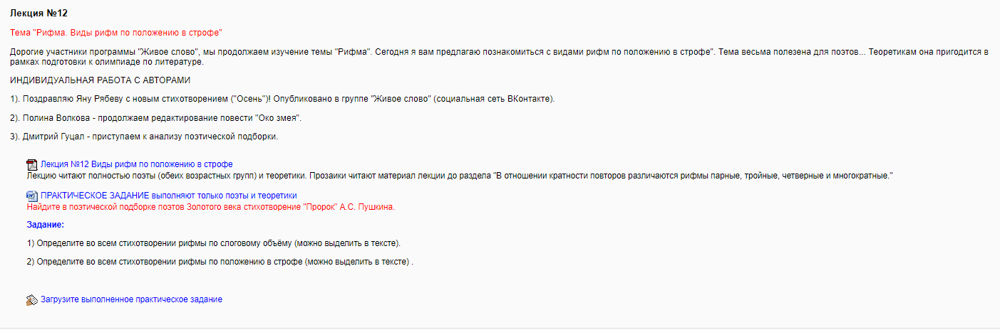 Лекция №12
Тема "Рифма. Виды рифм по положению в строфе"
Дорогие участники программы "Живое слово", мы продолжаем изучение темы "Рифма". Сегодня я вам предлагаю познакомиться с видами рифм по положению в строфе". Тема весьма полезена для поэтов... Теоретикам она пригодится в
рамках подготовки к олимпиаде по литературе.
ИНДИВИДУАЛЬНАЯ РАБОТА С АВТОРАМИ
1). Поздравляю Яну Рябеву с новым стихотворением ("Осень")! Опубликовано в группе "Живое слово" (социальная сеть ВКонтакте).
2). Полина Волкова - продолжаем редактирование повести "Око змея".
3). Дмитрий Гуцал - приступаем к анализу поэтической подборки.
Лекция №12 Виды рифм по положению в строфе
Лекцию читают полностью поэты (обеих возрастных групп) и теоретики. Прозаики читают материал лекции до раздела "В отношении кратности повторов различаются рифмы парные, тройные, четверные и многократные."
ПРАКТИЧЕСКОЕ ЗАДАНИЕ выполняют только поэты и теоретики
Найдите в поэтической подборке поэтов Золотого века стихотворение "Пророк" А.С. Пушкина.
Задание:
1) Определите во всем стихотворении рифмы по слоговому объёму (можно выделить в тексте).
2) Определите во всем стихотворении рифмы по положению в строфе (можно выделить в тексте) .
Загрузите выполненное практическое задание